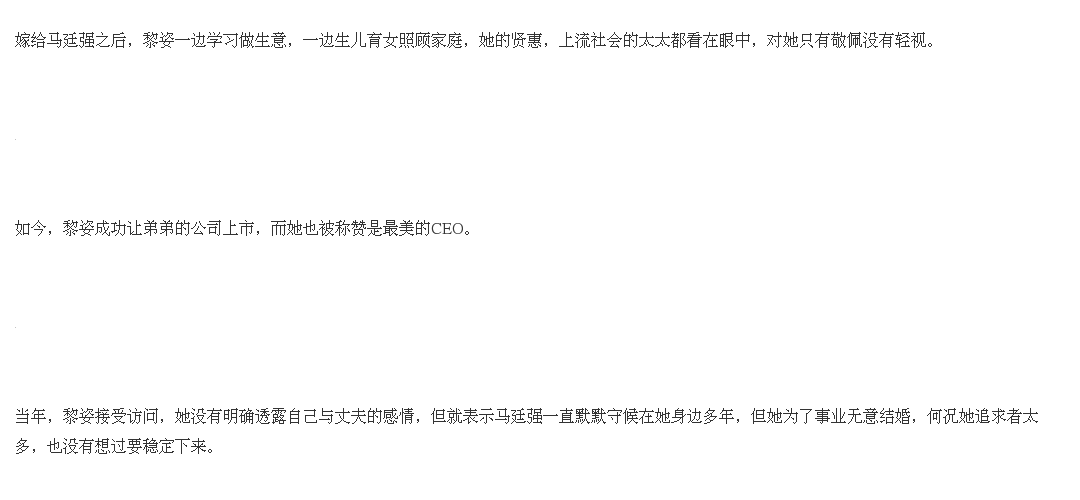 嫁给马廷强之后，黎姿一边学习做生意，一边生儿育女照顾家庭，她的贤惠，上流社会的太太都看在眼中，对她只有敬佩没有轻视。
如今，黎姿成功让弟弟的公司上市，而她也被称赞是最美的CEO。
当年，黎姿接受访问，她没有明确透露自己与丈夫的感情，但就表示马廷强一直默默守候在她身边多年，但她为了事业无意结婚，何况她追求者太
多，也没有想过要稳定下来。